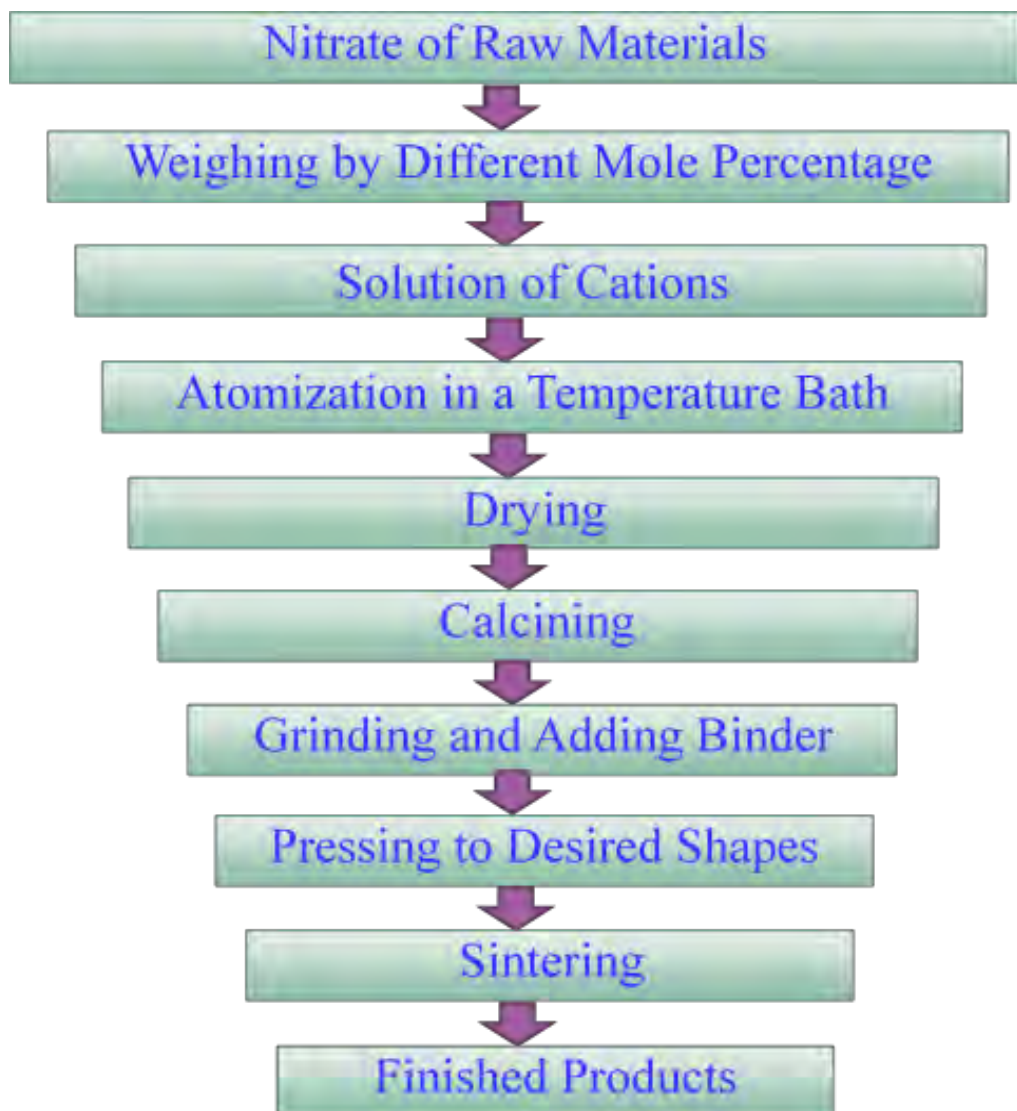 Nitrate of Raw Materials
Weighing by Different Mole Percentage
Solution of Cations
Atomization in a Temperature Bath
Drying
Calcining
Grinding and Adding Binder
Pressing to Desired Shapes
Sintering
Finished Products